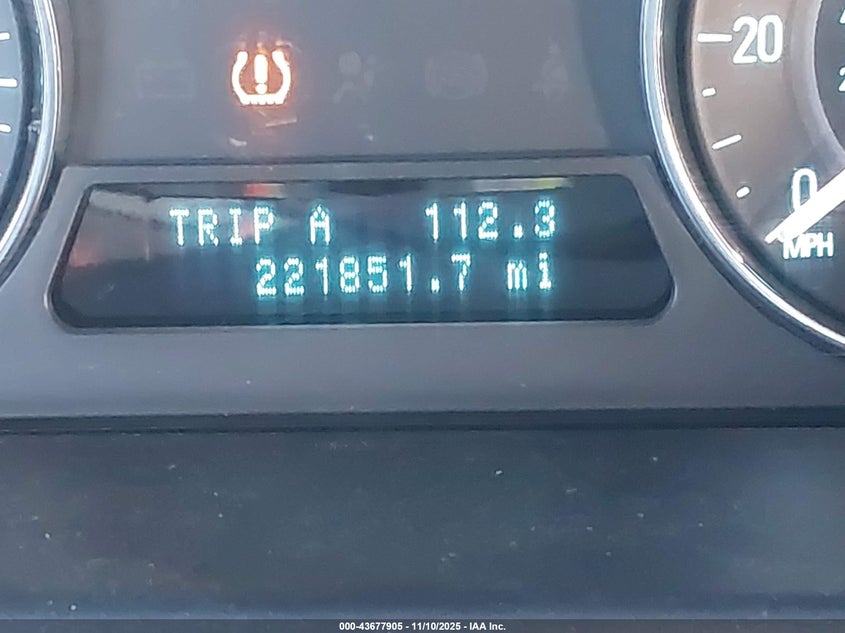 20
0
MPH
TRIP A 112.3
221851.7 mi
000-43677905 - 11/10/2025 - IAA Inc.